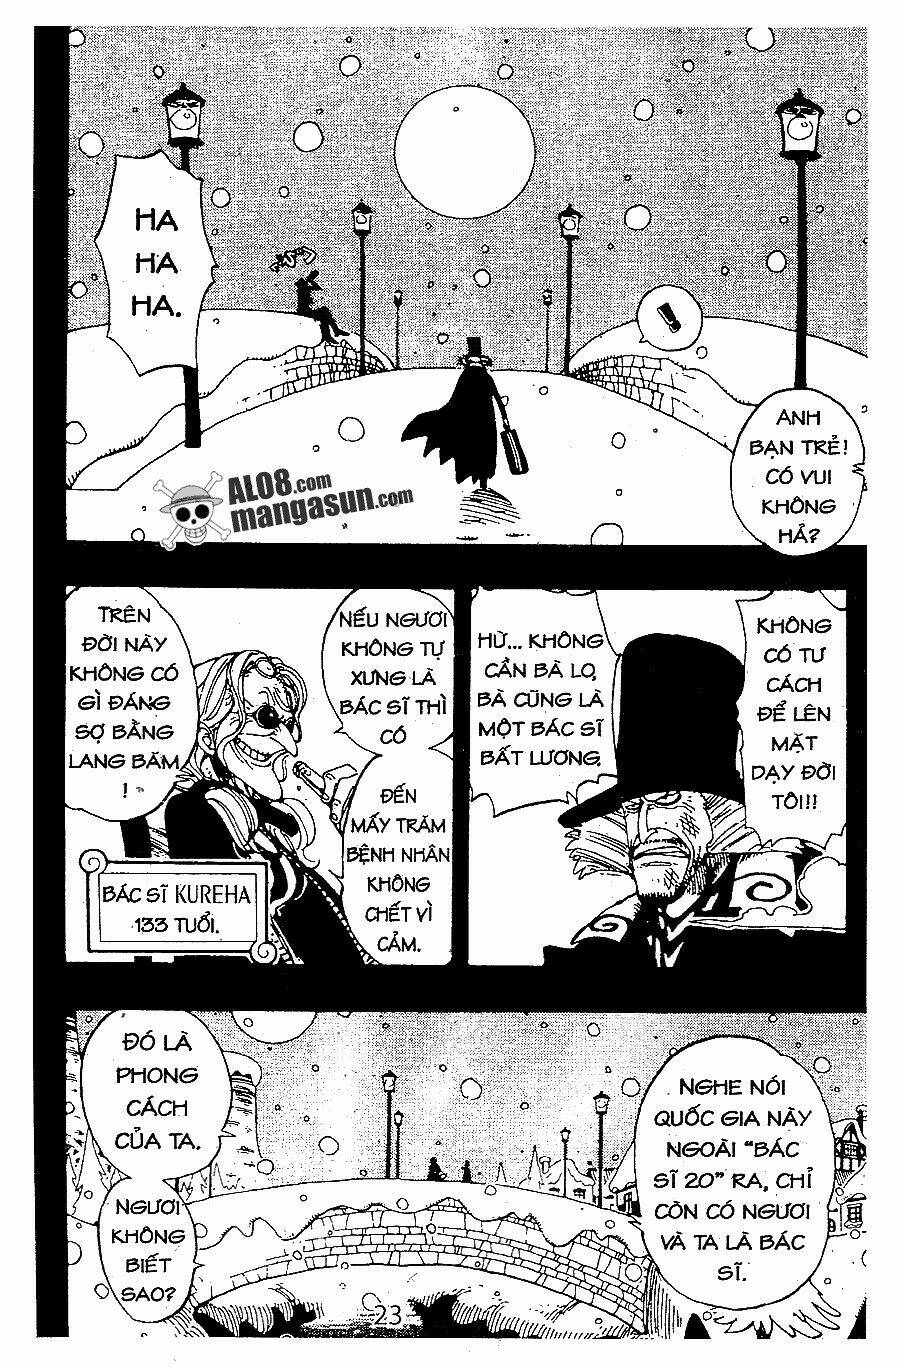 HA
HA
HA.
ANH
BẠN TRẺ!
CÓ VUI
KHÔNG
HẢ?
AL08.com
mangasun.com
KHÔNG
CÓ TƯ
CÁCH
ĐỂ LÊN
MẶT
DẠY ĐỜI
TÔI!!
HỪ... KHÔNG
CẦN BÀ LO,
BÀ CŨNG LÀ
MỘT BÁC SĨ
BẤT LƯƠNG.
NẾU NGƯƠI
KHÔNG TỰ
XƯNG LÀ
BÁC SĨ THÌ
CÓ
ĐẾN
MẤY TRĂM
BỆNH NHÂN
KHÔNG
CHẾT VÌ
CẢM.
TRÊN
ĐỜI NÀY
KHÔNG CÓ
GÌ ĐÁNG
SỢ BẰNG
LANG BĂM
!
BÁC SĨ KUREHA
133 TUỔI.
NGHE NÓI
QUỐC GIA NÀY
NGOÀI "BÁC
SĨ 20" RA, CHỈ
CÒN CÓ NGƯƠI
VÀ TA LÀ BÁC
SĨ.
ĐÓ LÀ
PHONG
CÁCH
CỦA TA.
NGƯƠI
KHÔNG
BIẾT
SAO?
23